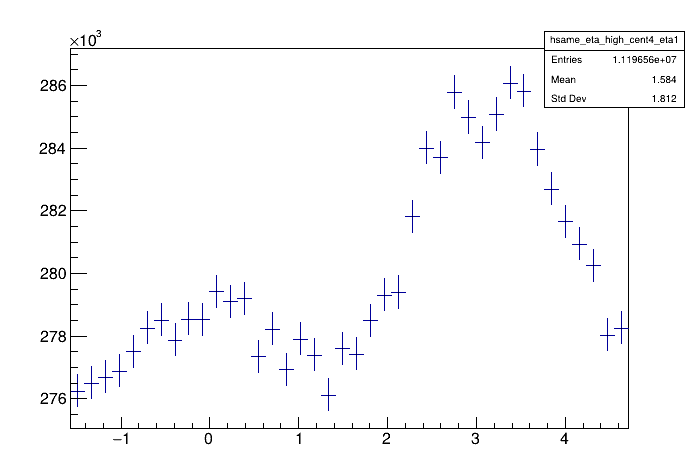 ×10³
hsame_eta_high_cent4_eta1
Entries 1.119656e+07
Mean 1.584
Std Dev 1.812
286
284
282
280
278
276
−1 0 1 2 3 4